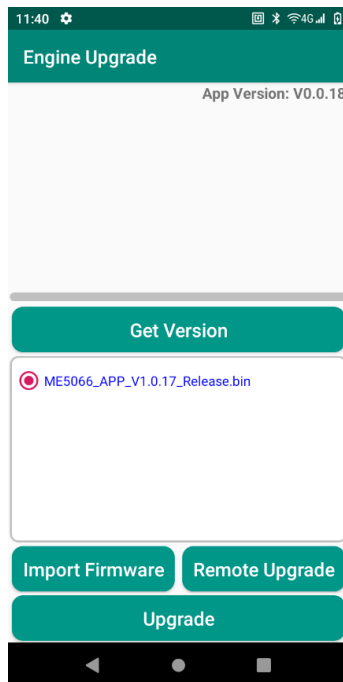 11:40 4G
Engine Upgrade
App Version: V0.0.18
Get Version
ME5066_APP_V1.0.17_Release.bin
Import Firmware Remote Upgrade
Upgrade